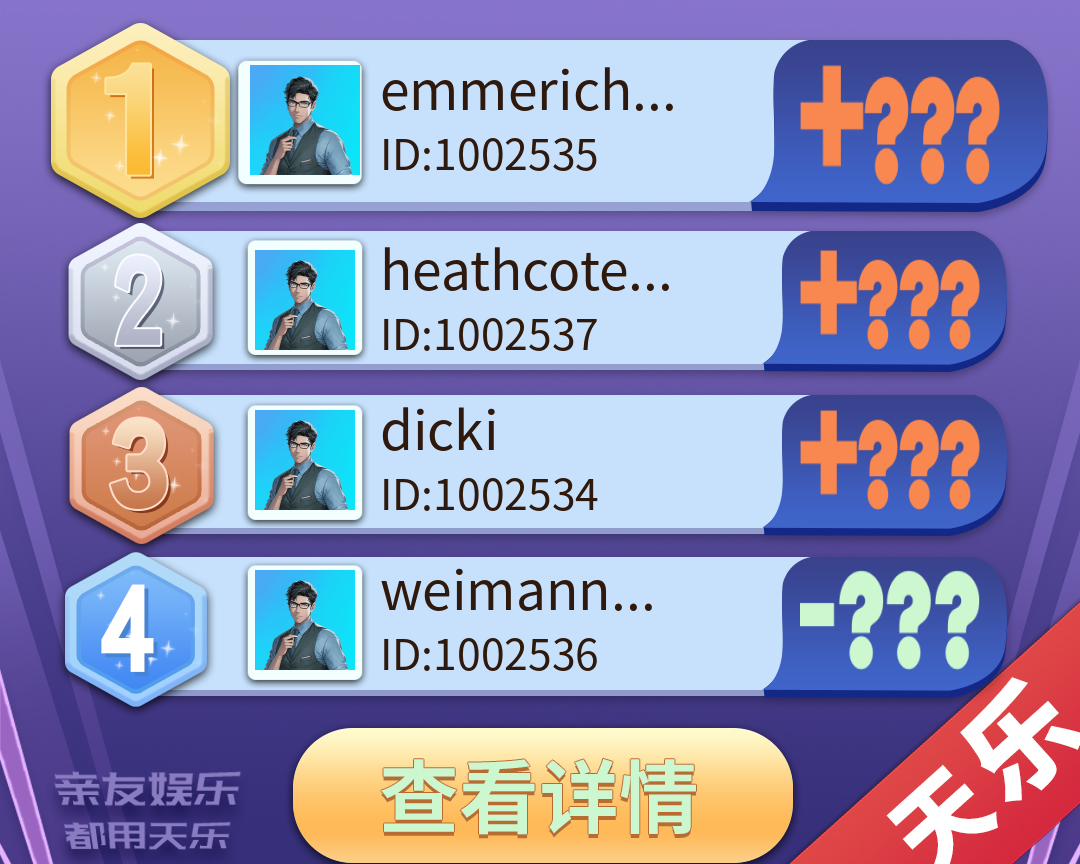 1
emmerich...
ID:1002535
+???
2
heathcote...
ID:1002537
+???
3
dicki
ID:1002534
+???
4
weimann...
ID:1002536
-???
查看详情
亲友娱乐
都用天乐
天乐